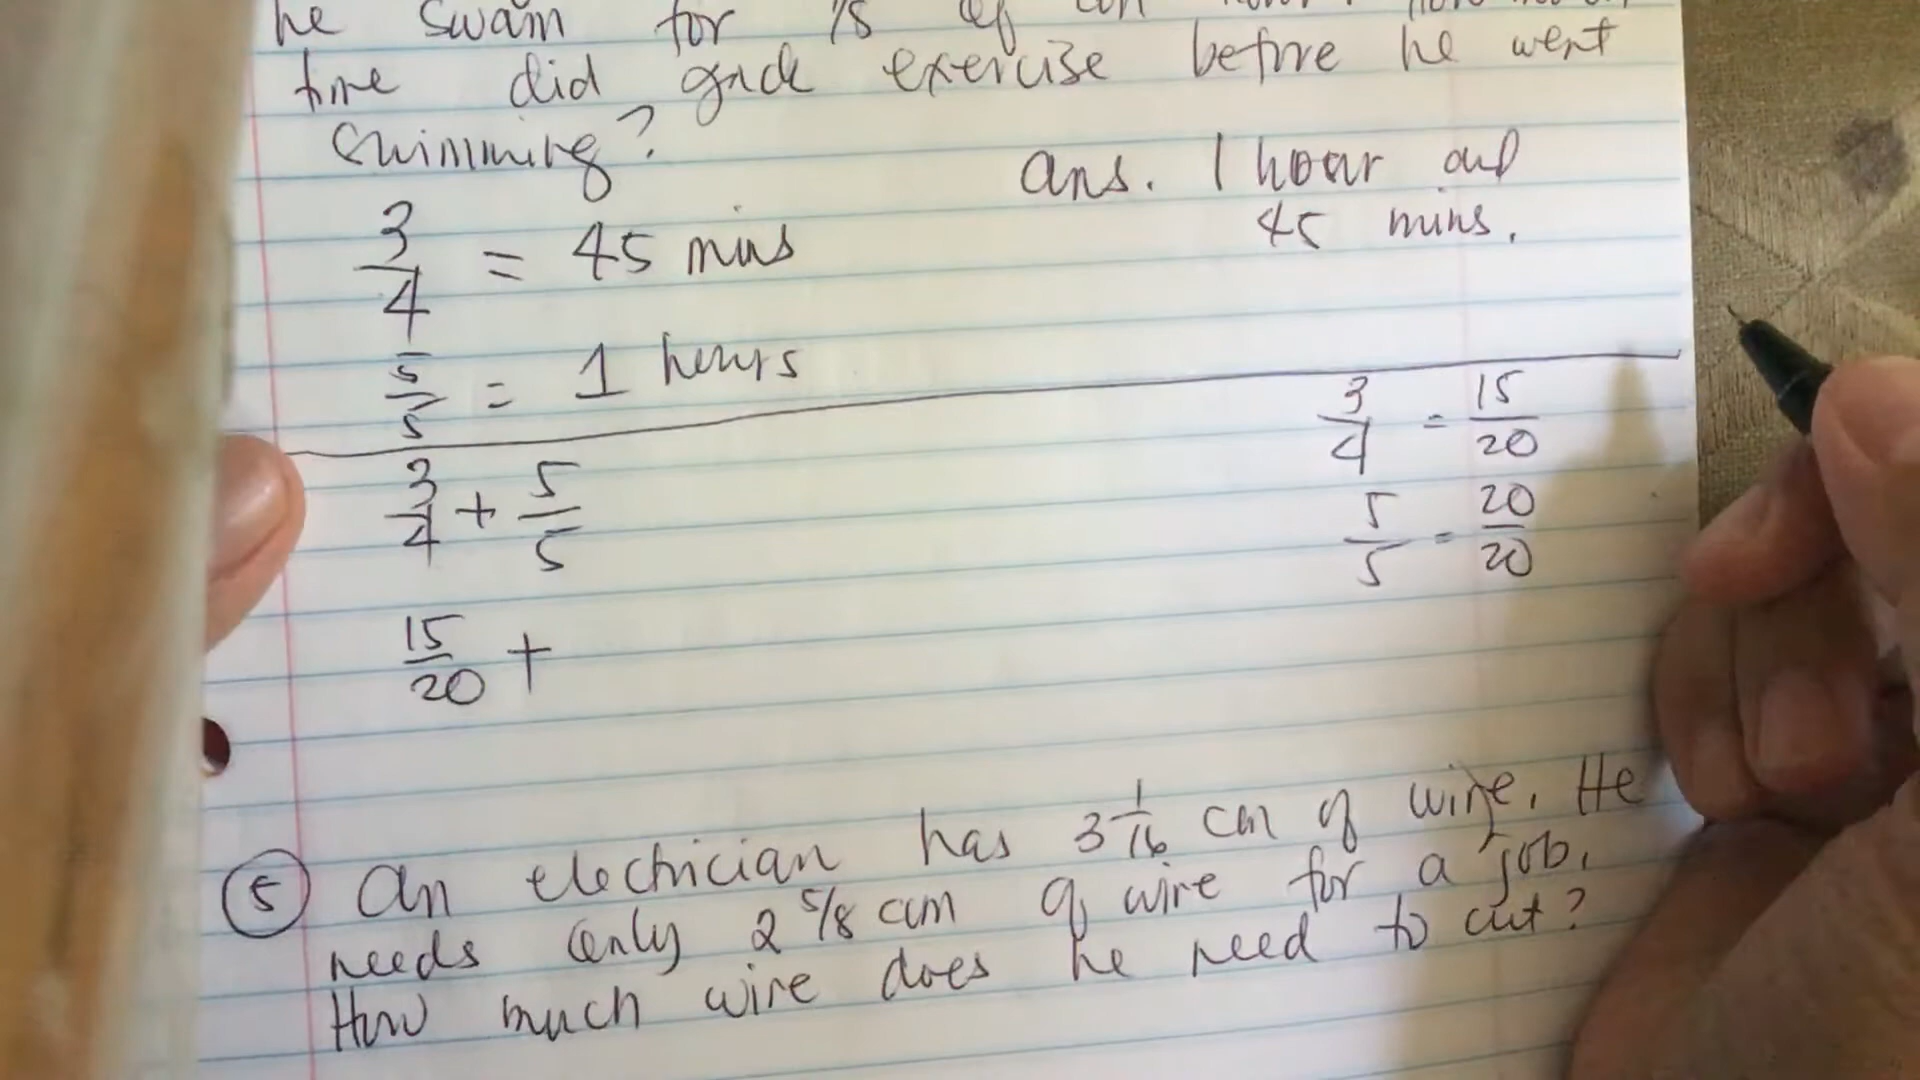 he swam for /5 of an
time did Jack exercise before he went
swimming?
ans. 1 hour and
45 mins.
3/4 = 45 mins
5/5 = 1 hours
3/4 + 5/5
15/20 +
3/4 = 15/20
5/5 = 20/20
5 An electrician has 3 1/16 cm of wire. He
needs only 2 5/8 cm of wire for a job.
How much wire does he need to cut?